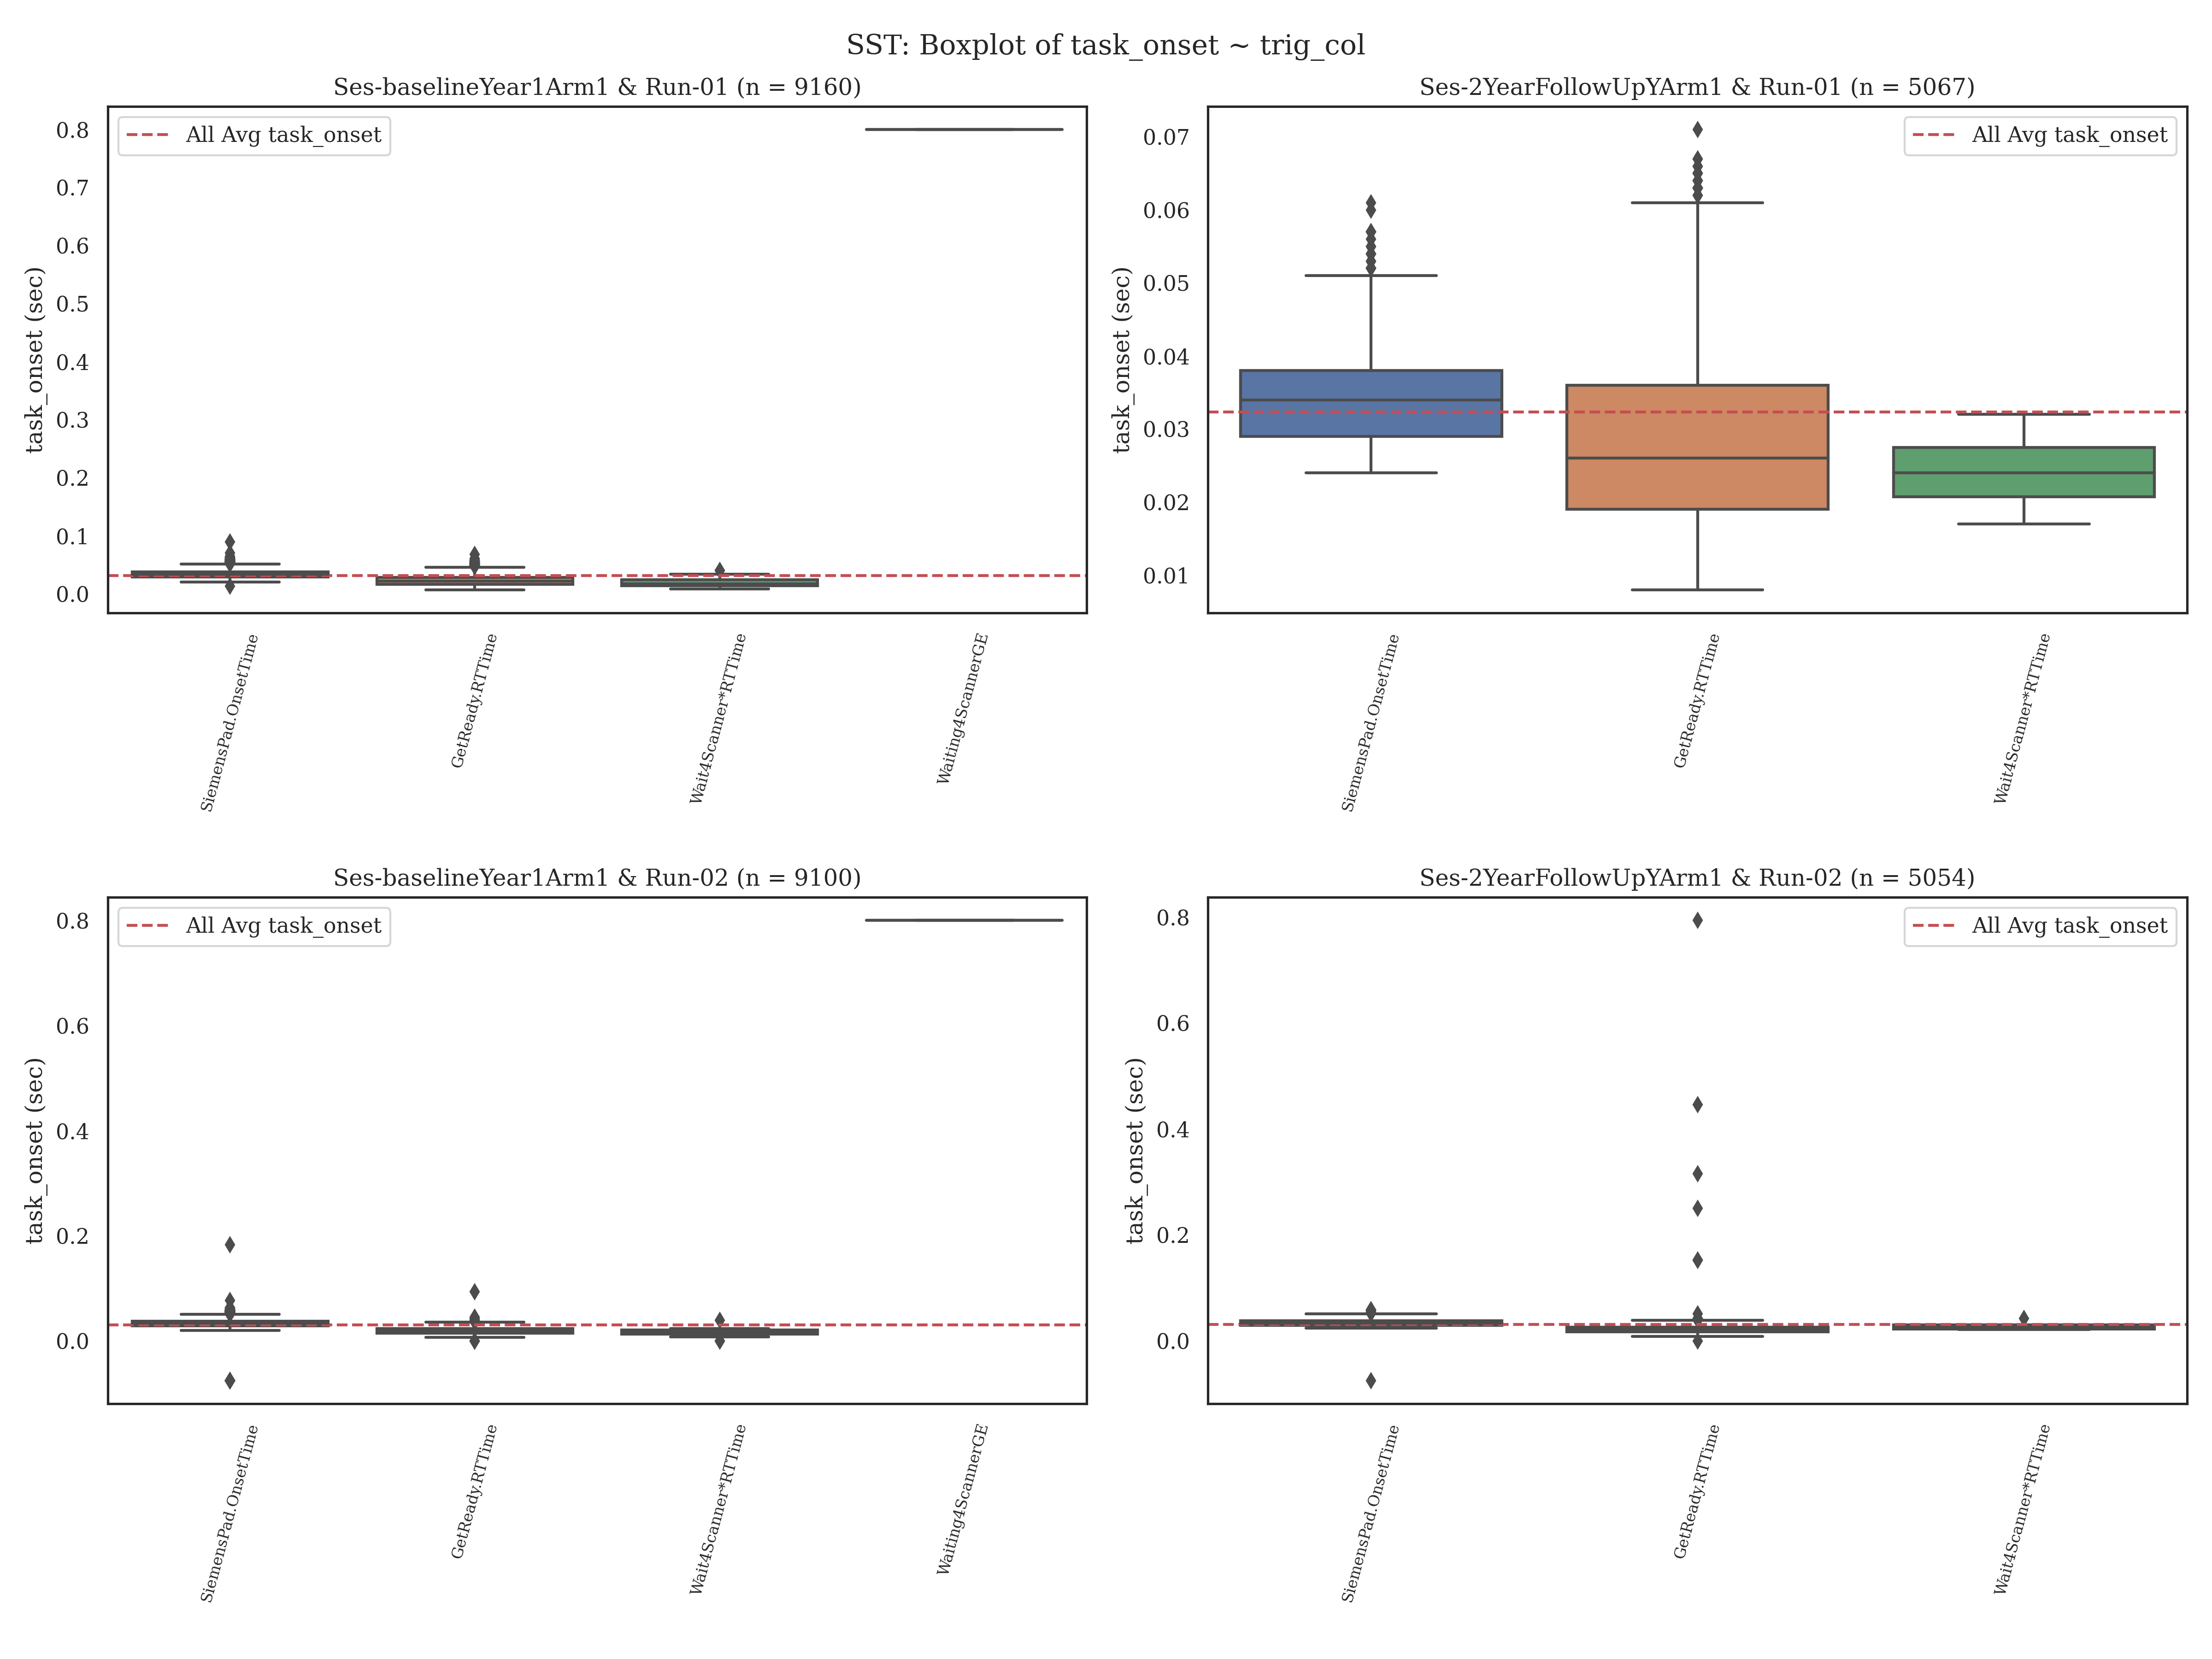 SST: Boxplot of task_onset ~ trig_col
Ses-baselineYear1Arm1 & Run-01 (n = 9160)
All Avg task_onset
task_onset (sec)
0.8
0.7
0.6
0.5
0.4
0.3
0.2
0.1
0.0
SiemensPad.OnsetTime
GetReady.RTTime
Wait4Scanner*RTTime
Waiting4ScannerGE
Ses-2YearFollowUpYArm1 & Run-01 (n = 5067)
All Avg task_onset
task_onset (sec)
0.07
0.06
0.05
0.04
0.03
0.02
0.01
SiemensPad.OnsetTime
GetReady.RTTime
Wait4Scanner*RTTime
Ses-baselineYear1Arm1 & Run-02 (n = 9100)
All Avg task_onset
task_onset (sec)
0.8
0.6
0.4
0.2
0.0
SiemensPad.OnsetTime
GetReady.RTTime
Wait4Scanner*RTTime
Waiting4ScannerGE
Ses-2YearFollowUpYArm1 & Run-02 (n = 5054)
All Avg task_onset
task_onset (sec)
0.8
0.6
0.4
0.2
0.0
SiemensPad.OnsetTime
GetReady.RTTime
Wait4Scanner*RTTime